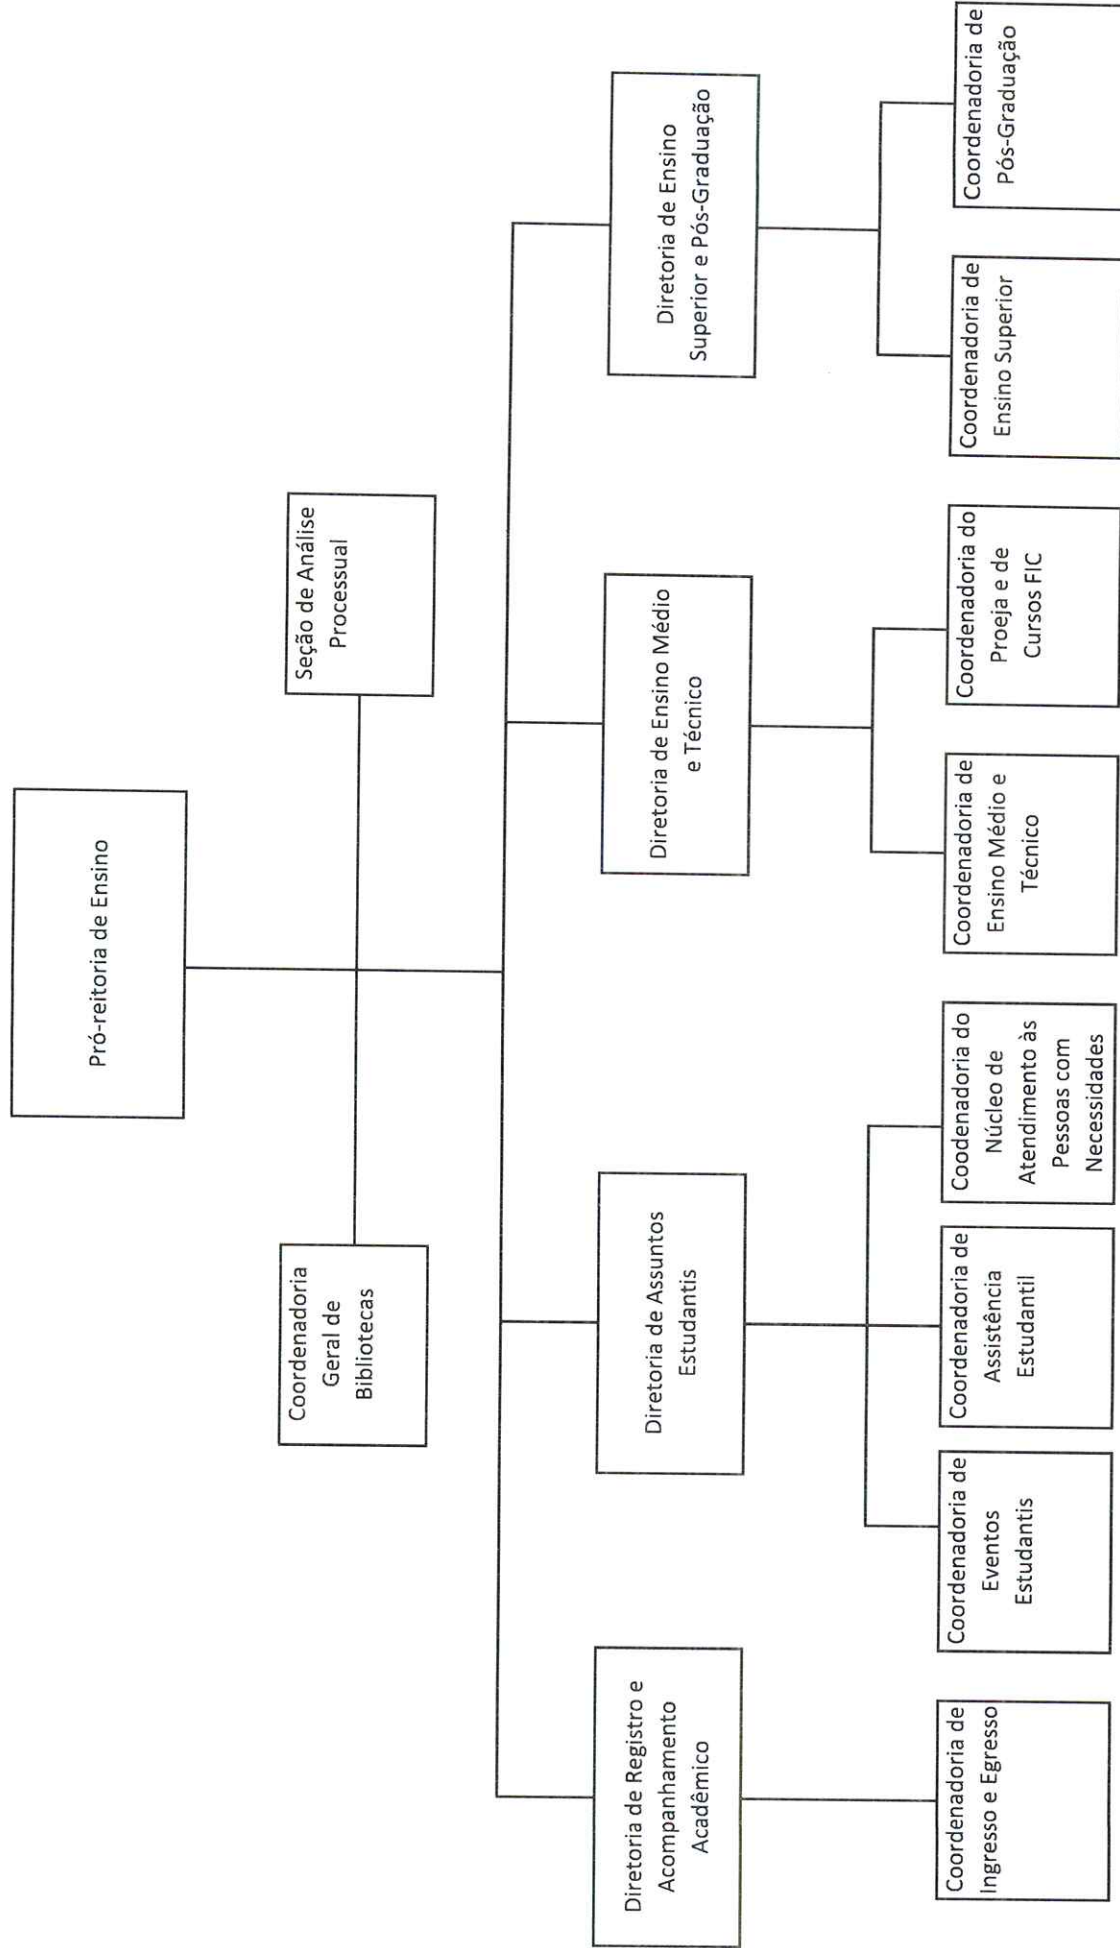 Pró-reitoria de Ensino
Coordenadoria
Geral de
Bibliotecas
Seção de Análise
Processual
Diretoria de Registro e
Acompanhamento
Acadêmico
Diretoria de Assuntos
Estudantis
Diretoria de Ensino Médio
e Técnico
Diretoria de Ensino
Superior e Pós-Graduação
Coordenadoria de
Ingresso e Egresso
Coordenadoria de
Eventos
Estudantis
Coordenadoria de
Assistência
Estudantil
Coodenadoria do
Núcleo de
Atendimento às
Pessoas com
Necessidades
Coordenadoria de
Ensino Médio e
Técnico
Coordenadoria do
Proeja e de
Cursos FIC
Coordenadoria de
Ensino Superior
Coordenadoria de
Pós-Graduação